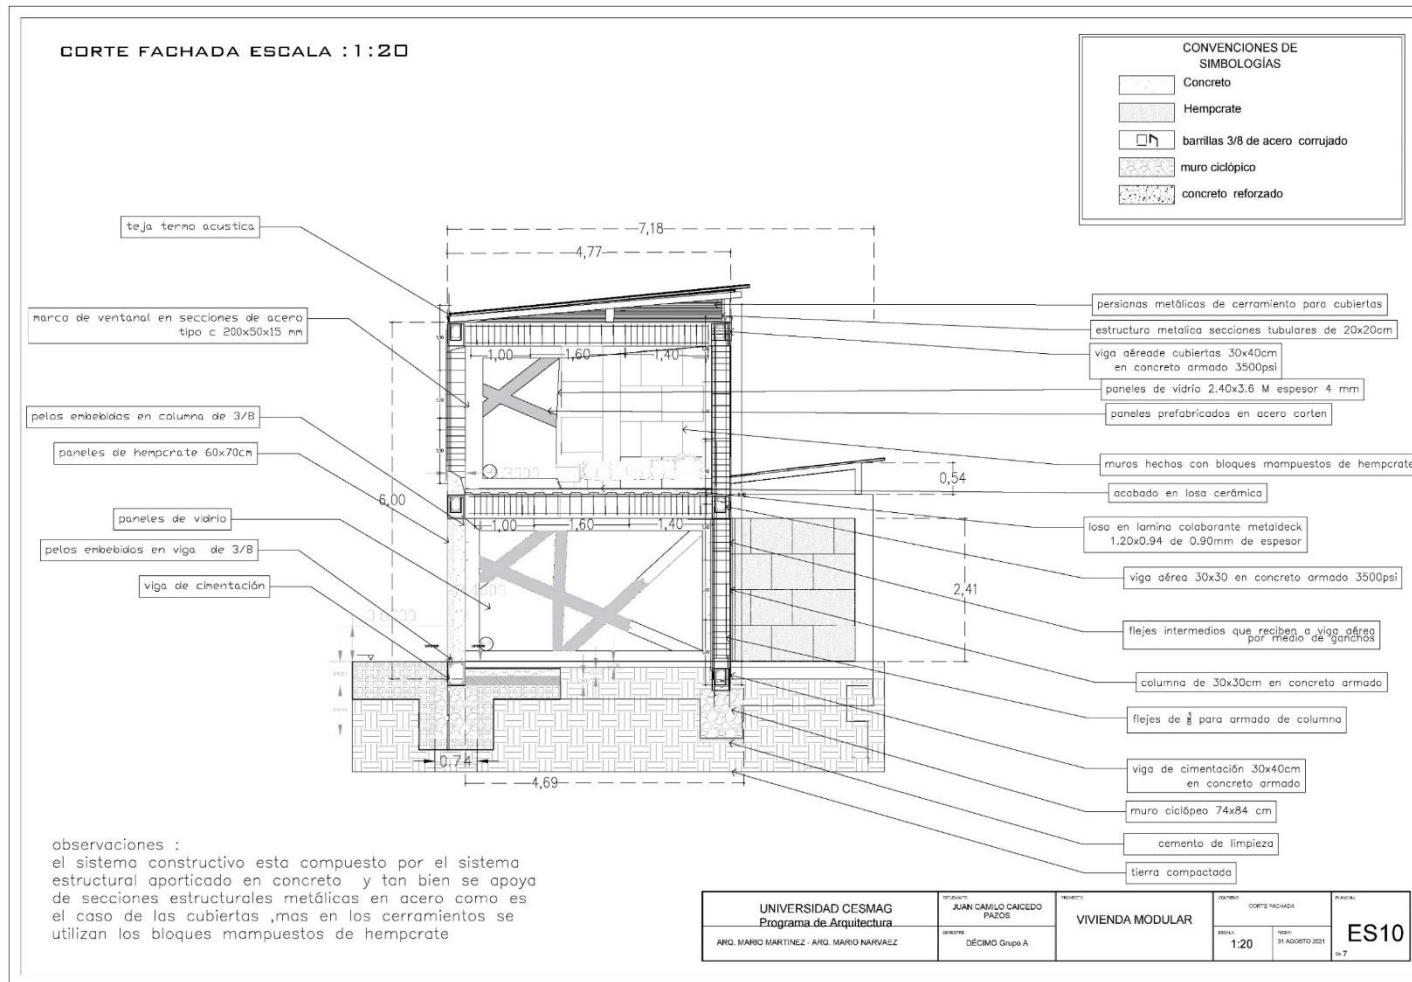 CORTE FACHADA ESCALA :1:20
CONVENCIONES DE
SIMBOLOGÍAS
Concreto
Hempcrate
barrillas 3/8 de acero corrujado
muro ciclópico
concreto reforzado
teja termo acustica
marco de ventanal en secciones de acero
tipo c 200x50x15 mm
pelos embebidos en columna de 3/8
paneles de hempcrate 60x70cm
paneles de vidrio
pelos embebidos en viga de 3/8
viga de cimentación
7,18
4,77
1,00
1,60
1,40
6,00
0,54
1,00
1,60
1,40
2,41
0.74
4,69
persianas metálicas de cerramiento para cubiertas
estructura metalica secciones tubulares de 20x20cm
viga aéreade cubiertas 30x40cm
en concreto armado 3500psi
paneles de vidrio 2.40x3.6 M espesor 4 mm
paneles prefabricados en acero corten
muros hechos con bloques mampuestos de hempcrate
acabado en losa cerámica
losa en lamina colaborante metaldeck
1.20x0.94 de 0.90mm de espesor
viga aérea 30x30 en concreto armado 3500psi
flejes intermedios que reciben a viga aérea
por medio de ganchos
columna de 30x30cm en concreto armado
flejes de para armado de columna
viga de cimentación 30x40cm
en concreto armado
muro ciclópeo 74x84 cm
cemento de limpieza
tierra compactada
observaciones :
el sistema constructivo esta compuesto por el sistema
estructural aporticado en concreto y tan bien se apoya
de secciones estructurales metálicas en acero como es
el caso de las cubiertas ,mas en los cerramientos se
utilizan los bloques mampuestos de hempcrate
UNIVERSIDAD CESMAG
Programa de Arquitectura
ARQ. MARIO MARTINEZ - ARQ. MARIO NARVAEZ
JUAN CAMILO CAICEDO
PAZOS
DÉCIMO Grupo A
VIVIENDA MODULAR
CORTE FACHADA
1:20
31 AGOSTO 2021
ES10
7